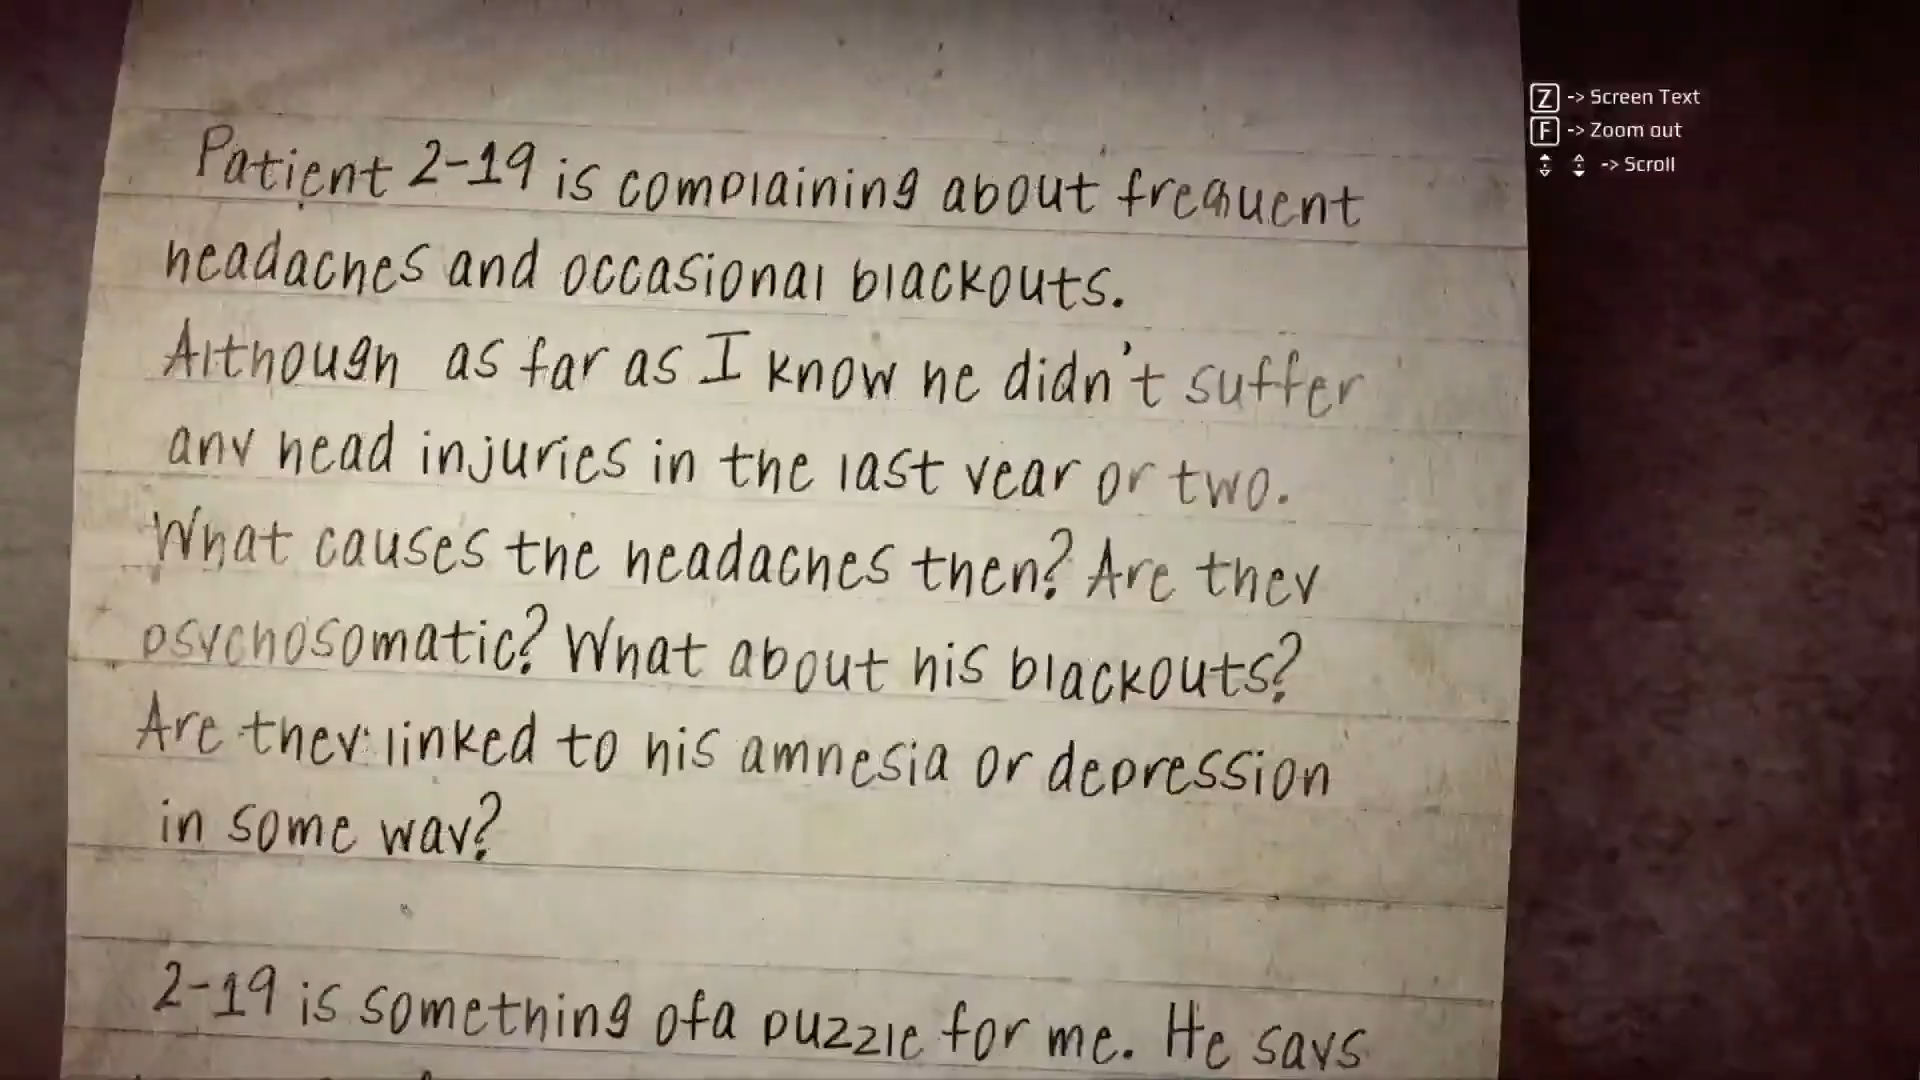 Patient 2-19 is complaining about frequent
headaches and occasional blackouts.
Although as far as I know he didn't suffer
any head injuries in the last year or two.
What causes the headaches then? Are they
psychosomatic? What about his blackouts?
Are they linked to his amnesia or depression
in some way?
2-19 is something of a puzzle for me. He says
Z -> Screen Text
F -> Zoom out
-> Scroll